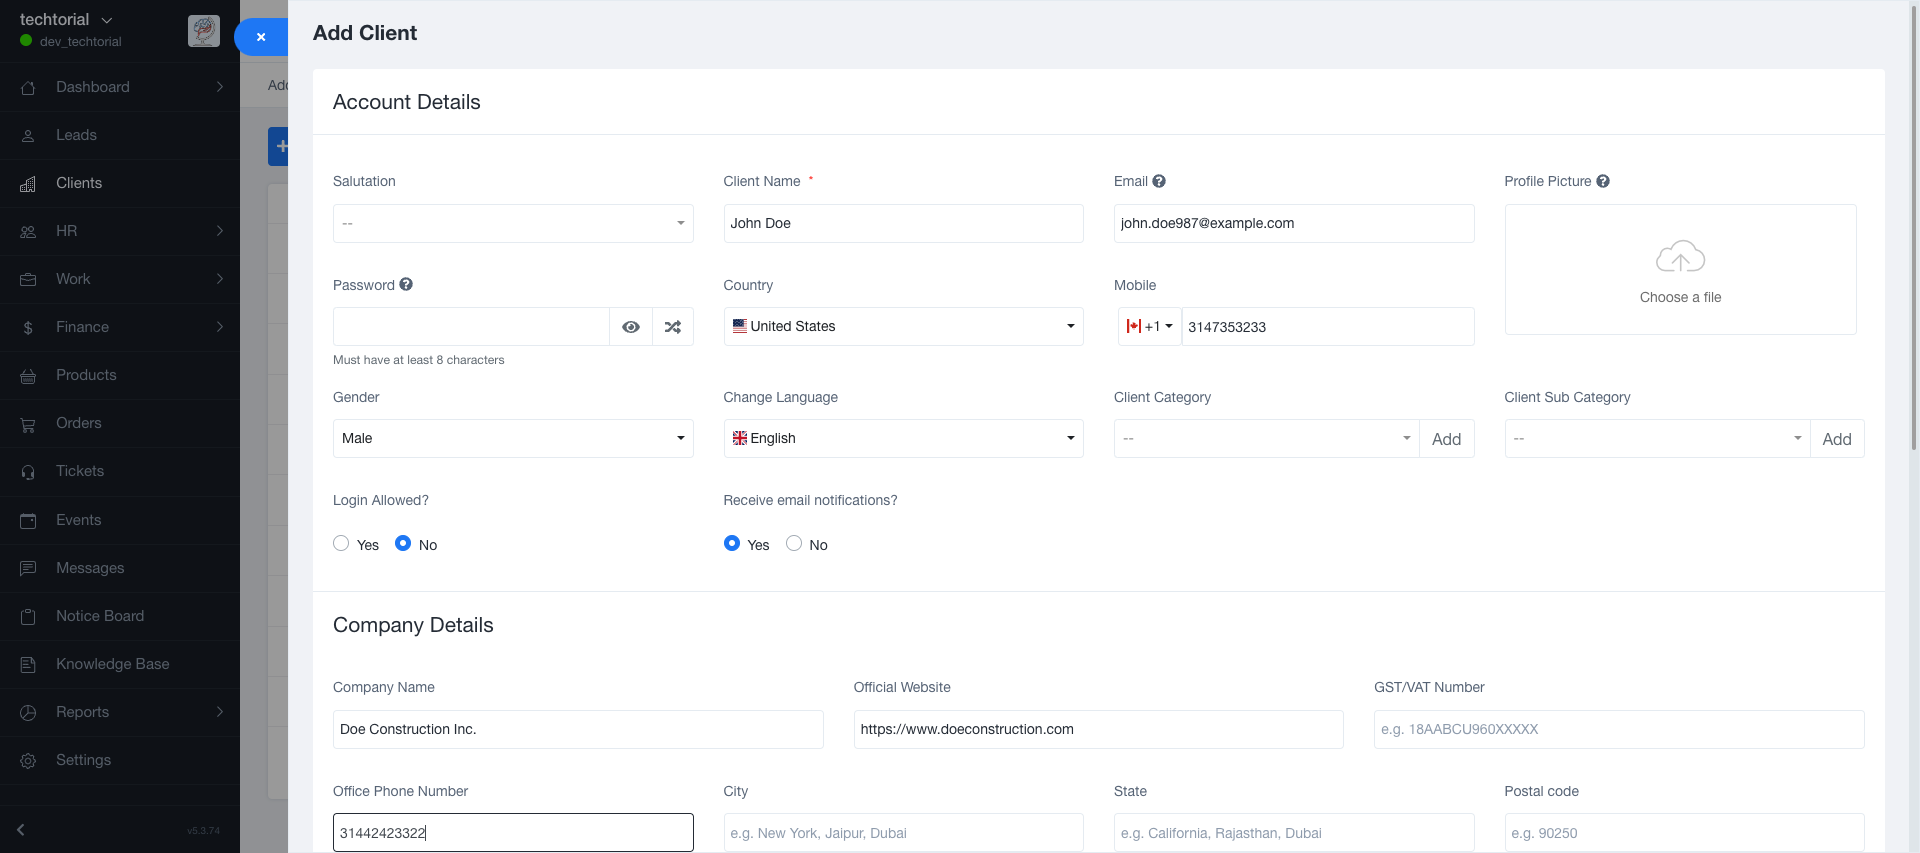 techtorial
dev_techtorial
Dashboard
Leads
Clients
HR
Work
Finance
Products
Orders
Tickets
Events
Messages
Notice Board
Knowledge Base
Reports
Settings
v5.3.74
×
Add Client
Account Details
Salutation
Client Name *
Email
Profile Picture
--
John Doe
john.doe987@example.com
Choose a file
Password
Country
Mobile
United States
+1
3147353233
Must have at least 8 characters
Gender
Change Language
Client Category
Client Sub Category
Male
English
--
Add
--
Add
Login Allowed?
Receive email notifications?
Yes
No
Yes
No
Company Details
Company Name
Official Website
GST/VAT Number
Doe Construction Inc.
https://www.doeconstruction.com
e.g. 18AABCU960XXXXX
Office Phone Number
City
State
Postal code
31442423322
e.g. New York, Jaipur, Dubai
e.g. California, Rajasthan, Dubai
e.g. 90250